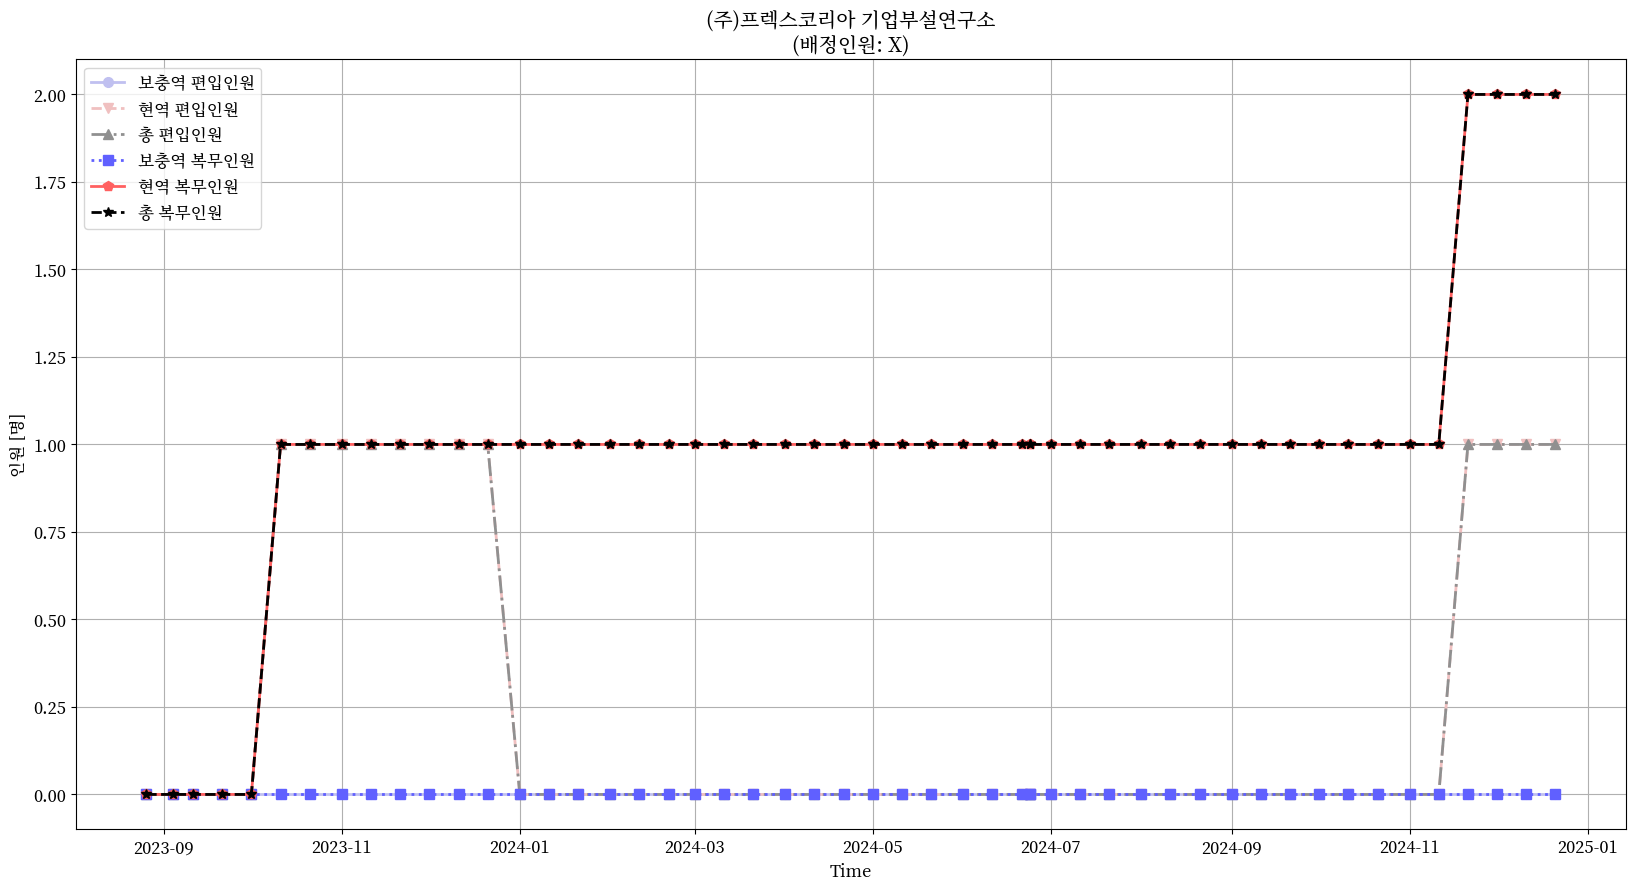 (주)프렉스코리아 기업부설연구소
(배정인원: X)
보충역 편입인원
현역 편입인원
총 편입인원
보충역 복무인원
현역 복무인원
총 복무인원
인원 [명]
2.00
1.75
1.50
1.25
1.00
0.75
0.50
0.25
0.00
2023-09
2023-11
2024-01
2024-03
2024-05
2024-07
2024-09
2024-11
2025-01
Time